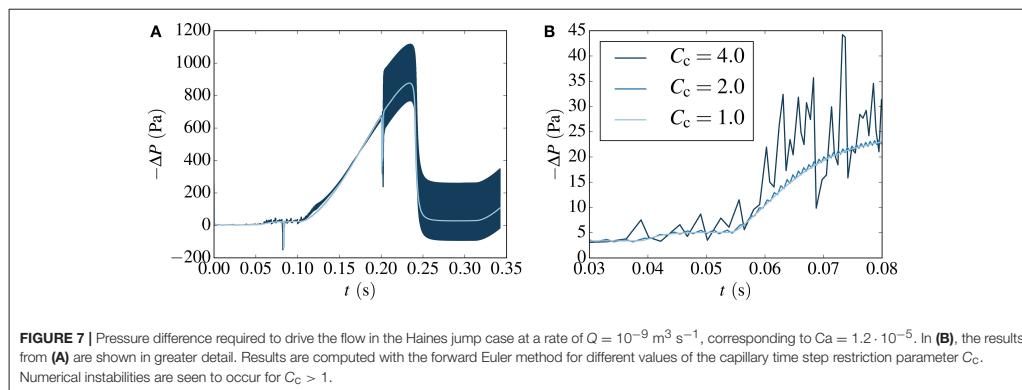 A
B
1200
1000
800
600
400
200
0
−200
−ΔP (Pa)
0.00 0.05 0.10 0.15 0.20 0.25 0.30 0.35
t (s)
45
40
35
30
25
20
15
10
5
0
−ΔP (Pa)
C_c = 4.0
C_c = 2.0
C_c = 1.0
0.03 0.04 0.05 0.06 0.07 0.08
t (s)
FIGURE 7 | Pressure difference required to drive the flow in the Haines jump case at a rate of Q = 10⁻⁹ m³ s⁻¹, corresponding to Ca = 1.2 · 10⁻⁵. In (B), the results
from (A) are shown in greater detail. Results are computed with the forward Euler method for different values of the capillary time step restriction parameter C_c.
Numerical instabilities are seen to occur for C_c > 1.